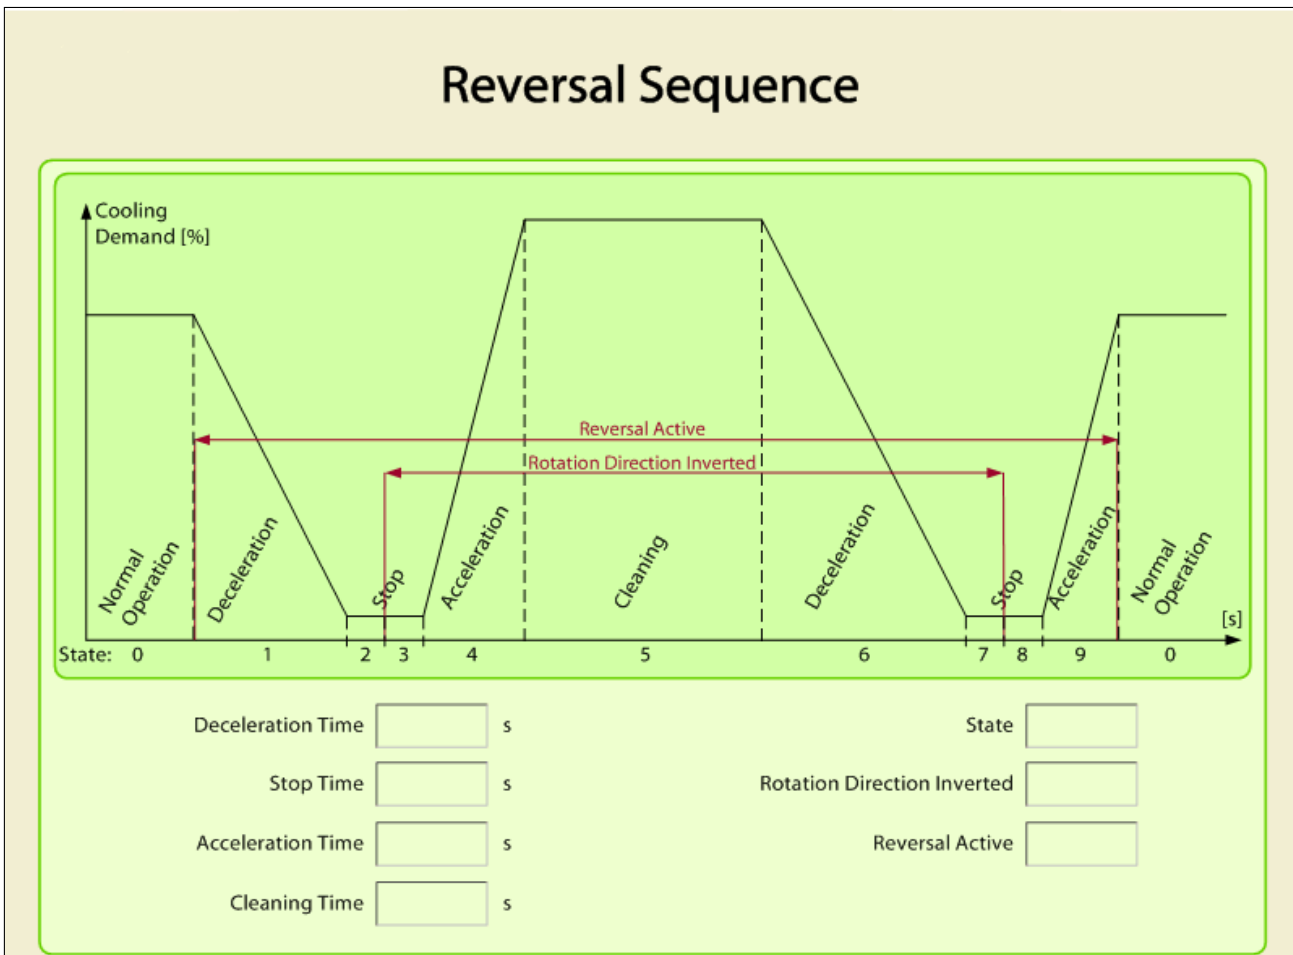 Reversal Sequence
Cooling
Demand [%]
Reversal Active
Rotation Direction Inverted
Normal
Operation
Deceleration
Stop
Acceleration
Cleaning
Deceleration
Stop
Acceleration
Normal
Operation
[s]
State: 0 1 2 3 4 5 6 7 8 9 0
Deceleration Time s
State
Stop Time s
Rotation Direction Inverted
Acceleration Time s
Reversal Active
Cleaning Time s